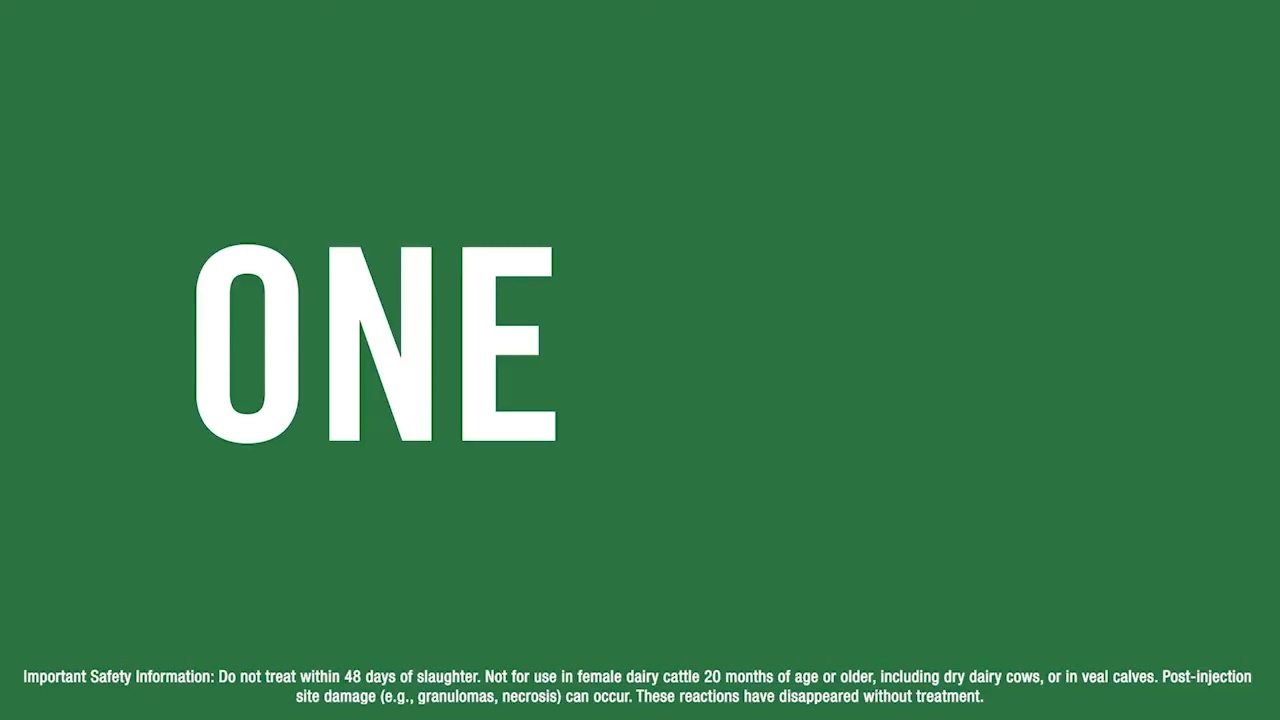 ONE
Important Safety Information: Do not treat within 48 days of slaughter. Not for use in female dairy cattle 20 months of age or older, including dry dairy cows, or in veal calves. Post-injection
site damage (e.g., granulomas, necrosis) can occur. These reactions have disappeared without treatment.